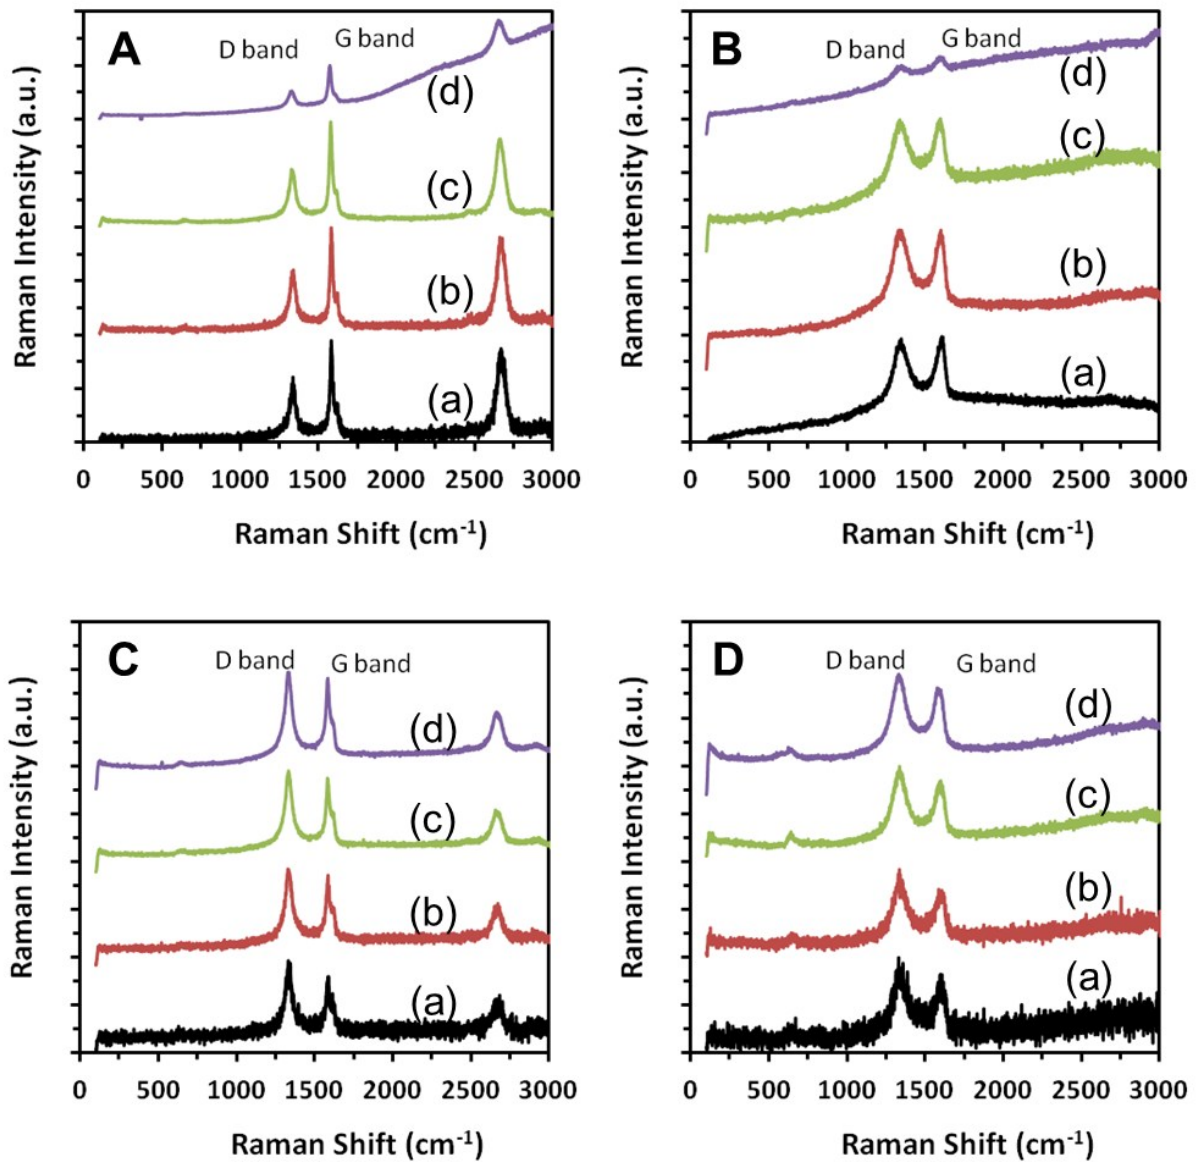 A
D band
G band
(d)
(c)
(b)
(a)
Raman Intensity (a.u.)
0 500 1000 1500 2000 2500 3000
Raman Shift (cm⁻¹)
B
D band
G band
(d)
(c)
(b)
(a)
Raman Intensity (a.u.)
0 500 1000 1500 2000 2500 3000
Raman Shift (cm⁻¹)
C
D band
G band
(d)
(c)
(b)
(a)
Raman Intensity (a.u.)
0 500 1000 1500 2000 2500 3000
Raman Shift (cm⁻¹)
D
D band
G band
(d)
(c)
(b)
(a)
Raman Intensity (a.u.)
0 500 1000 1500 2000 2500 3000
Raman Shift (cm⁻¹)